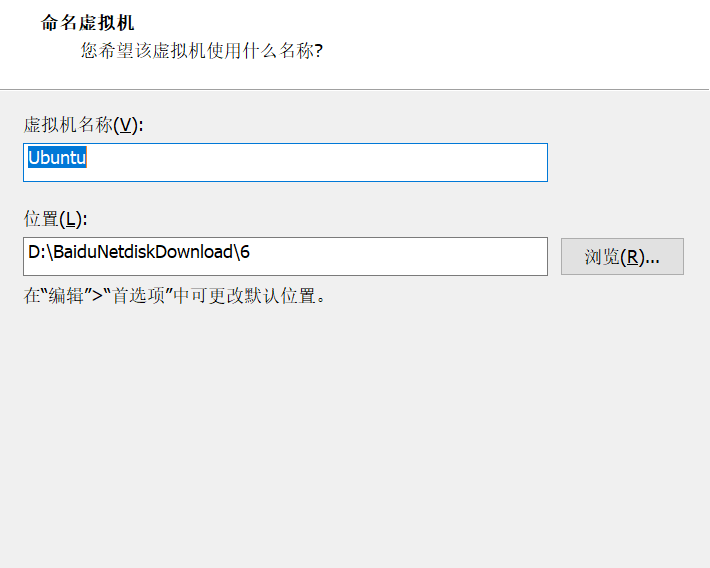 命名虚拟机
您希望该虚拟机使用什么名称?
虚拟机名称(V):
Ubuntu
位置(L):
D:\BaiduNetdiskDownload\6
浏览(R)...
在“编辑”>“首选项”中可更改默认位置。